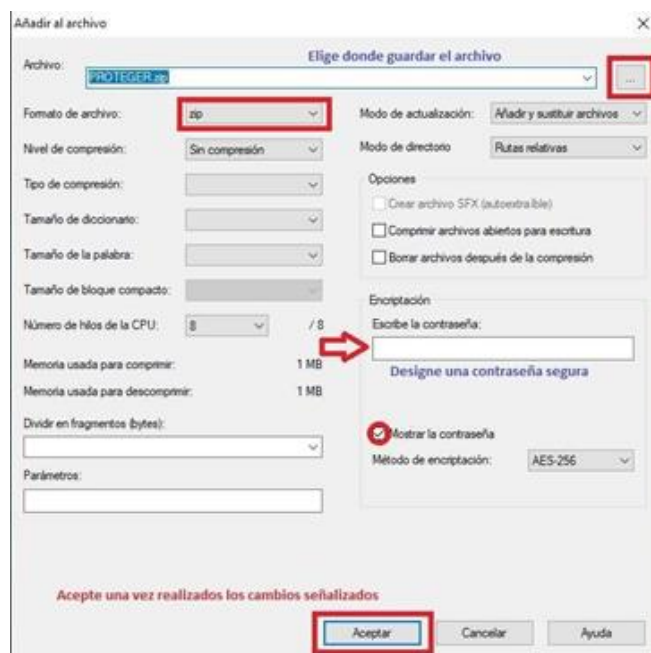 Añadir al archivo
Elige donde guardar el archivo
Archivo:
PROTEGER.zip
...
Formato de archivo:
zip
Nivel de compresión:
Sin compresión
Tipo de compresión:
Tamaño de diccionario:
Tamaño de la palabra:
Tamaño de bloque compacto:
Número de hilos de la CPU:
8
/ 8
Memoria usada para comprimir:
1 MB
Memoria usada para descomprimir:
1 MB
Dividir en fragmentos (bytes):
Parámetros:
Modo de actualización:
Añadir y sustituir archivos
Modo de directorio
Rutas relativas
Opciones
Crear archivo SFX (autoextraíble)
Comprimir archivos abiertos para escritura
Borrar archivos después de la compresión
Encriptación
Escribe la contraseña:
Designe una contraseña segura
Mostrar la contraseña
Método de encriptación:
AES-256
Acepte una vez realizados los cambios señalizados
Aceptar
Cancelar
Ayuda